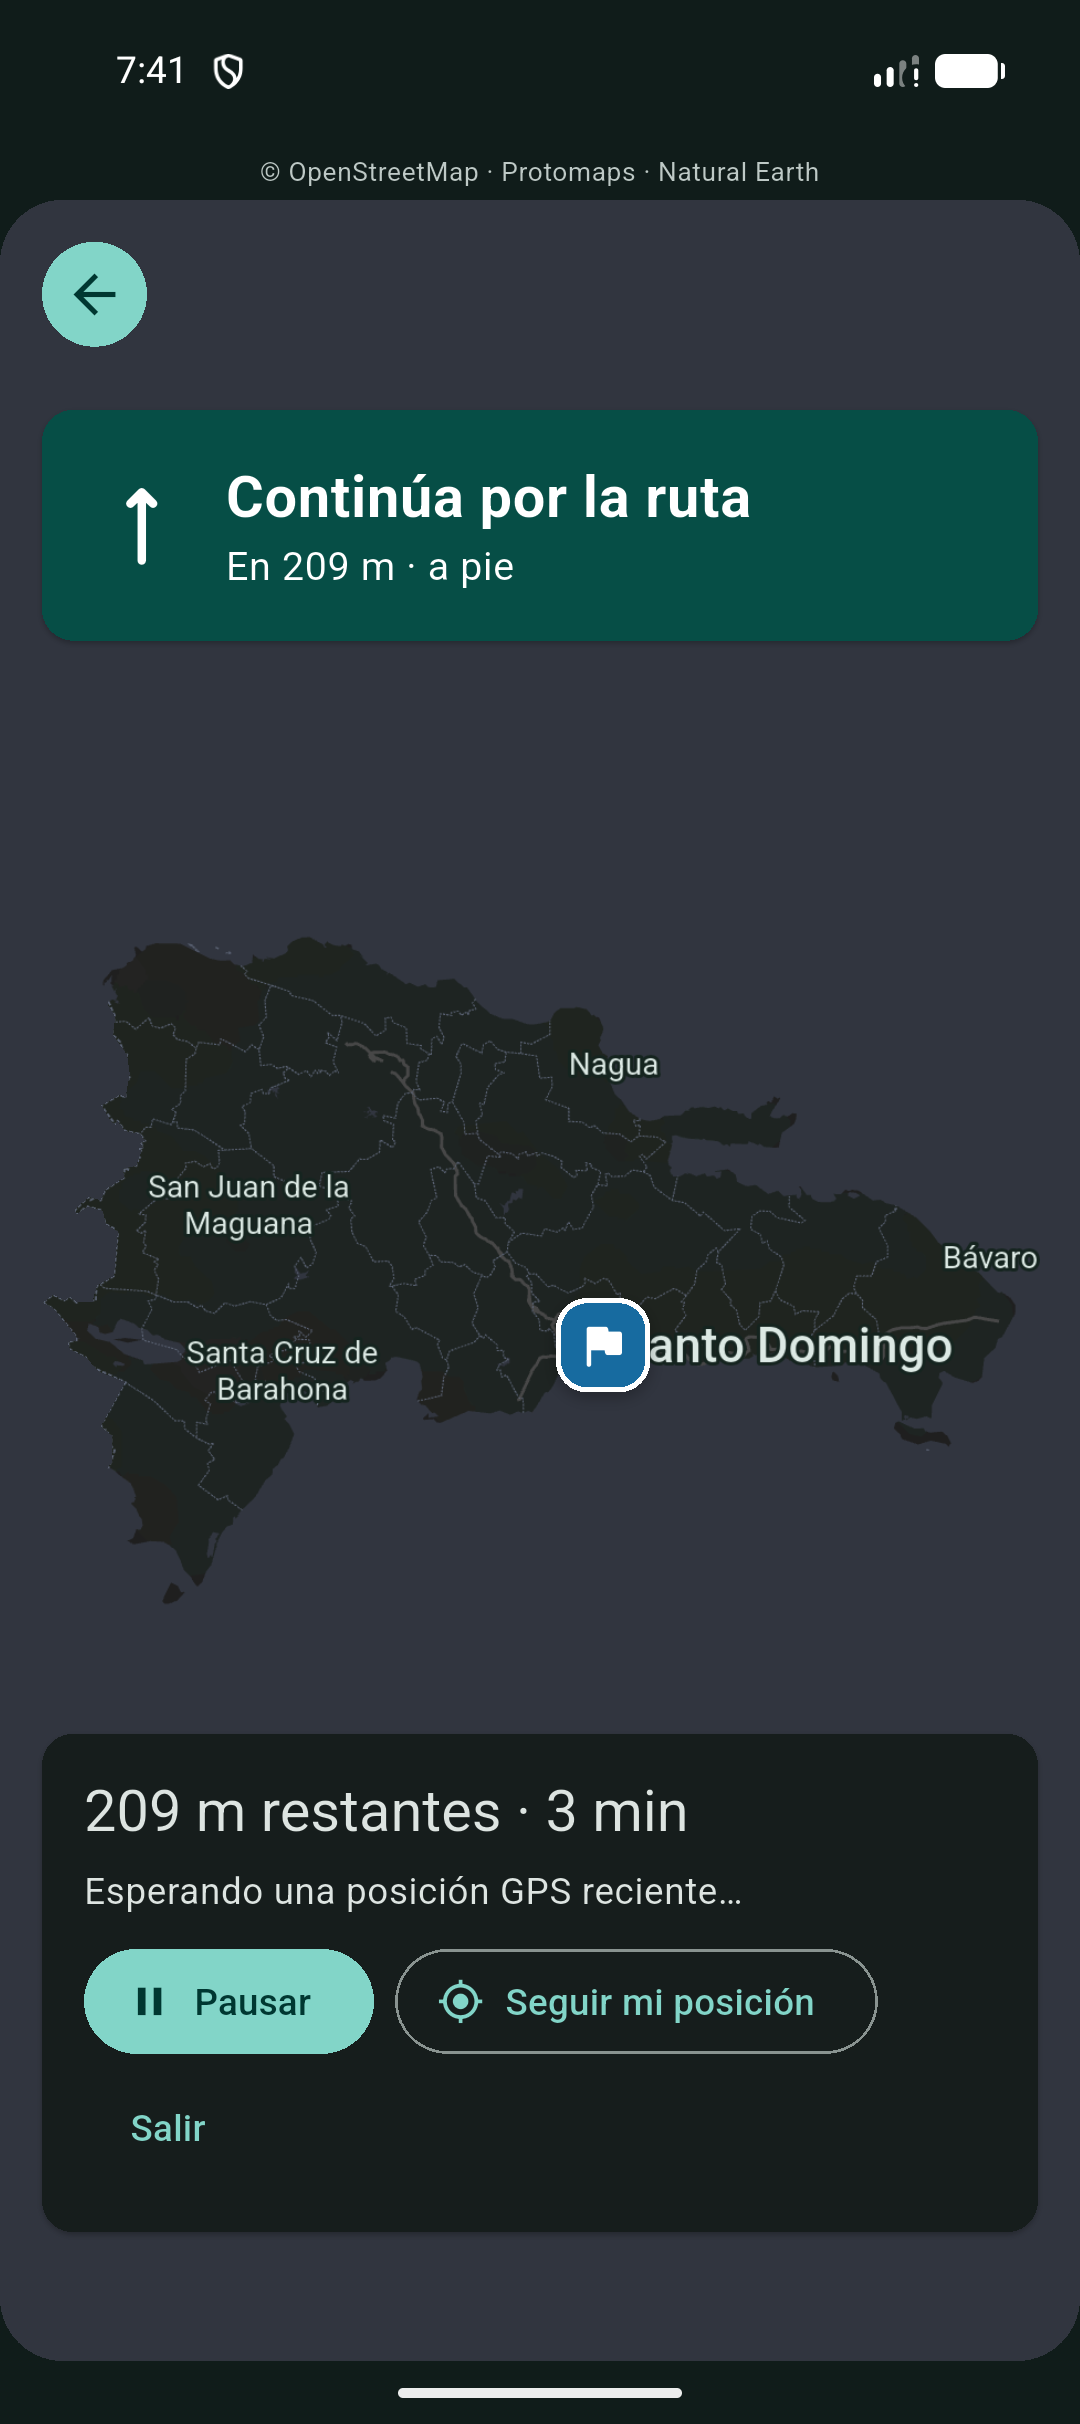 7:41
© OpenStreetMap · Protomaps · Natural Earth
Continúa por la ruta
En 209 m · a pie
Nagua
San Juan de la
Maguana
Bávaro
anto Domingo
Santa Cruz de
Barahona
209 m restantes · 3 min
Esperando una posición GPS reciente…
Pausar
Seguir mi posición
Salir